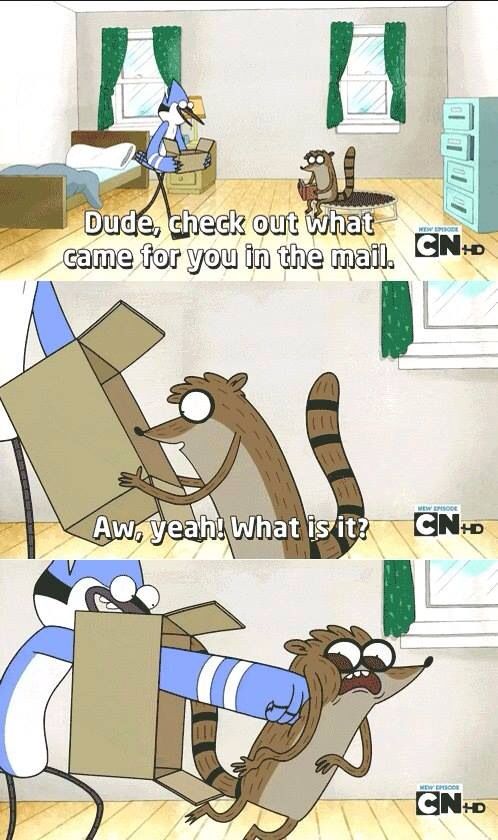 Dude, check out what
came for you in the mail.
NEW EPISODE
CN HD
Aw, yeah! What is it?
NEW EPISODE
CN HD
NEW EPISODE
CN HD